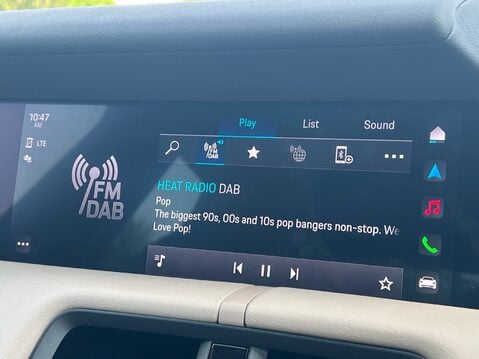 10:47
AM
LTE
Play
List
Sound
FM
DAB
FM
DAB
HEAT RADIO DAB
Pop
The biggest 90s, 00s and 10s pop bangers non-stop. We
Love Pop!